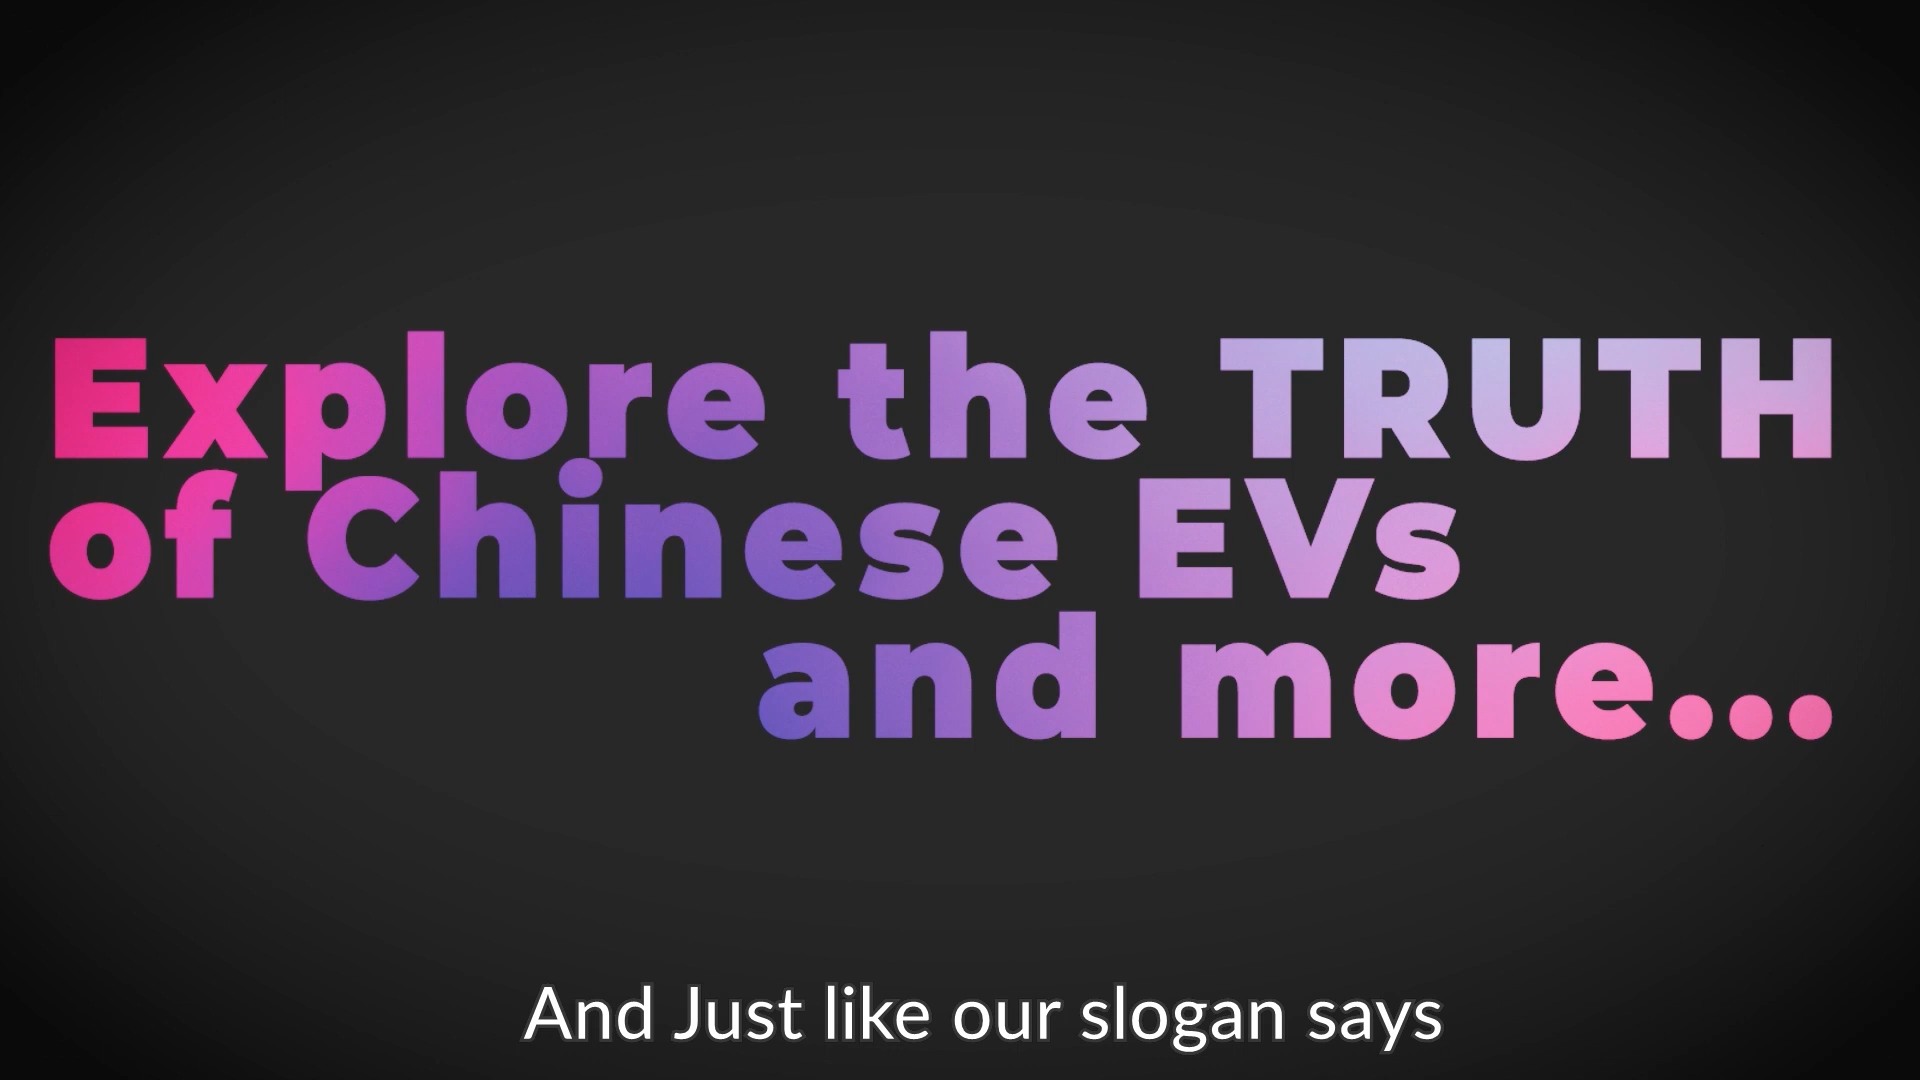 Explore the TRUTH
of Chinese EVs
and more...
And Just like our slogan says